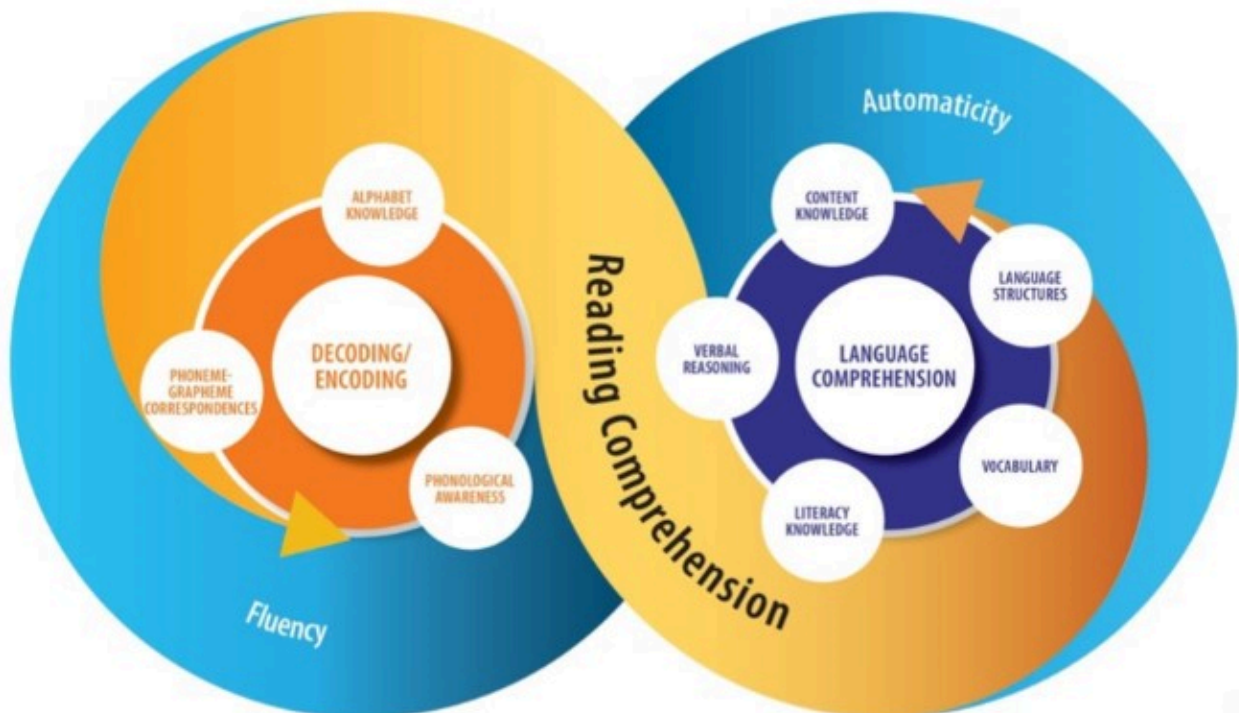 ALPHABET
KNOWLEDGE
DECODING/
ENCODING
PHONEME-
GRAPHEME
CORRESPONDENCES
PHONOLOGICAL
AWARENESS
Fluency
Reading Comprehension
Automaticity
CONTENT
KNOWLEDGE
LANGUAGE
STRUCTURES
VERBAL
REASONING
LANGUAGE
COMPREHENSION
VOCABULARY
LITERACY
KNOWLEDGE